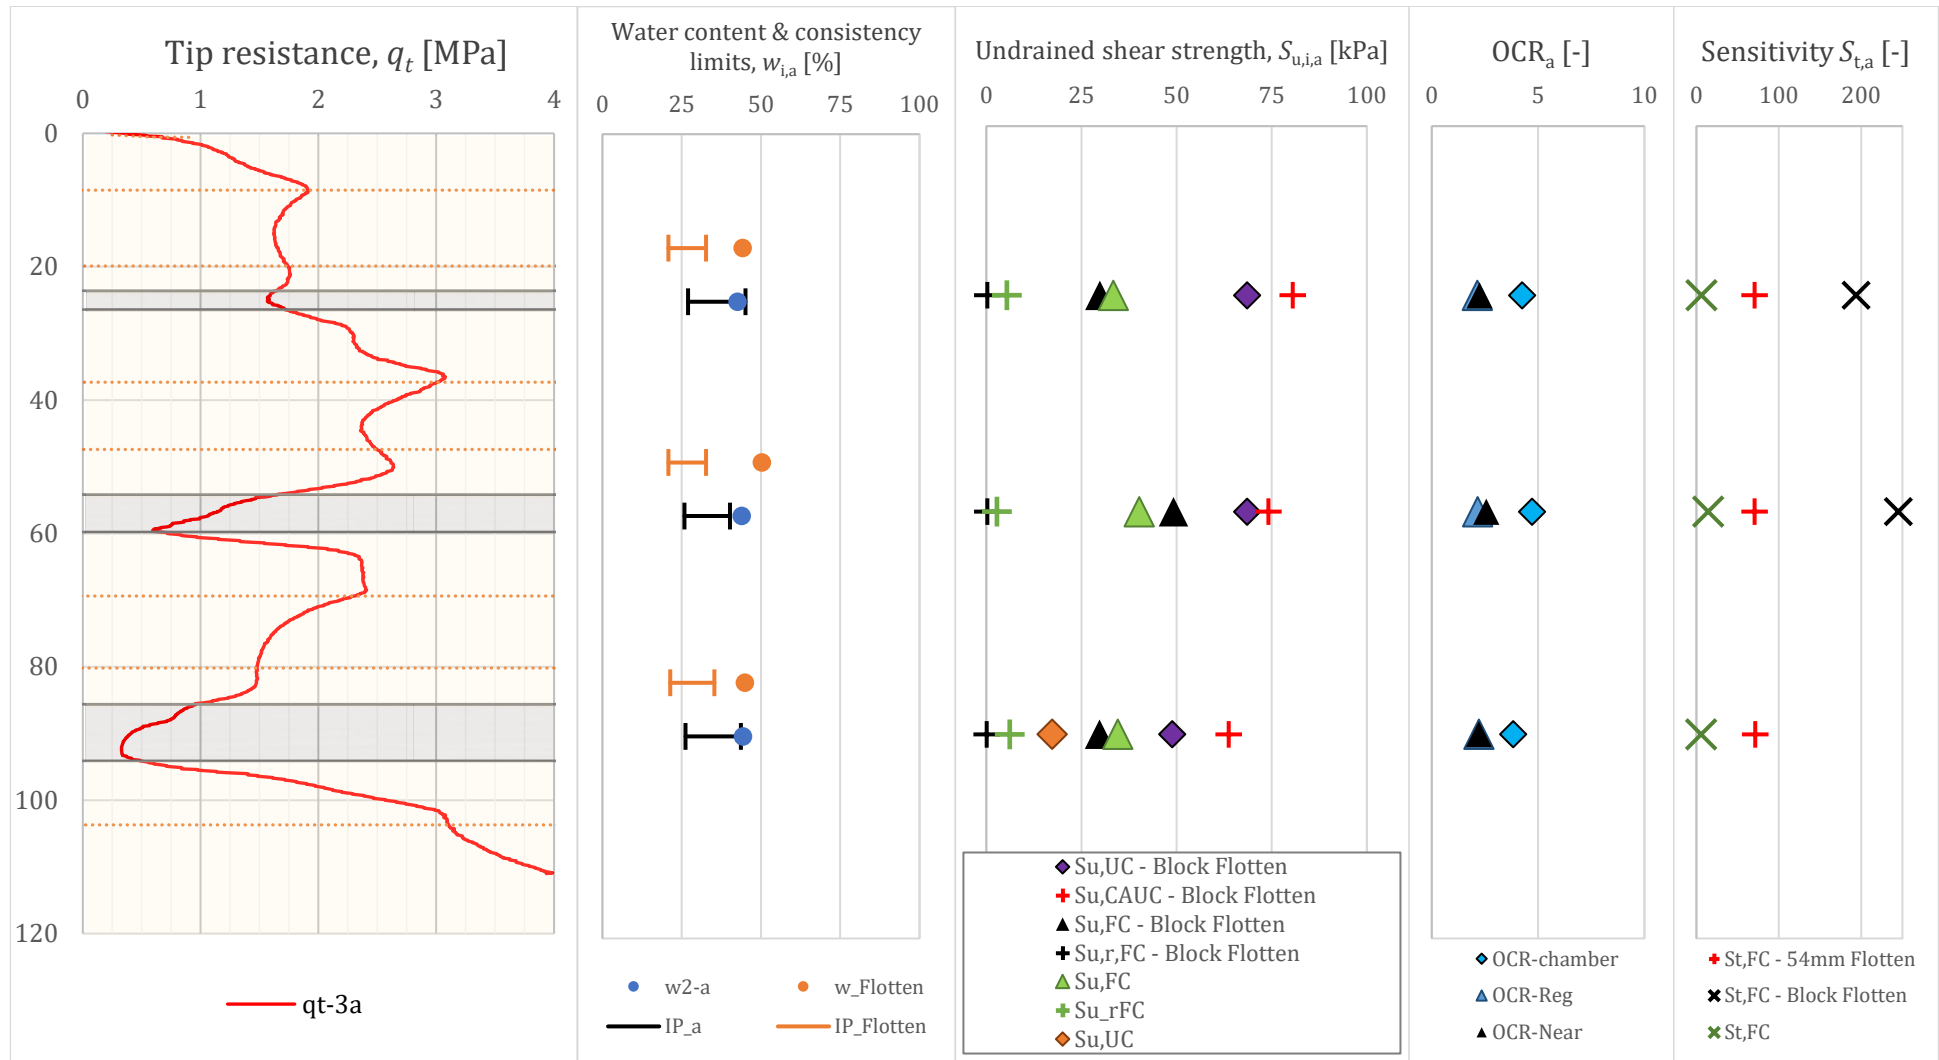 Tip resistance, qt [MPa]
0 1 2 3 4
0
20
40
60
80
100
120
qt-3a
Water content & consistency
limits, wi,a [%]
0 25 50 75 100
w2-a
w_Flotten
IP_a
IP_Flotten
Undrained shear strength, Su,i,a [kPa]
0 25 50 75 100
Su,UC - Block Flotten
Su,CAUC - Block Flotten
Su,FC - Block Flotten
Su,r,FC - Block Flotten
Su,FC
Su_rFC
Su,UC
OCRa [-]
0 5 10
OCR-chamber
OCR-Reg
OCR-Near
Sensitivity St,a [-]
0 100 200
St,FC - 54mm Flotten
St,FC - Block Flotten
St,FC